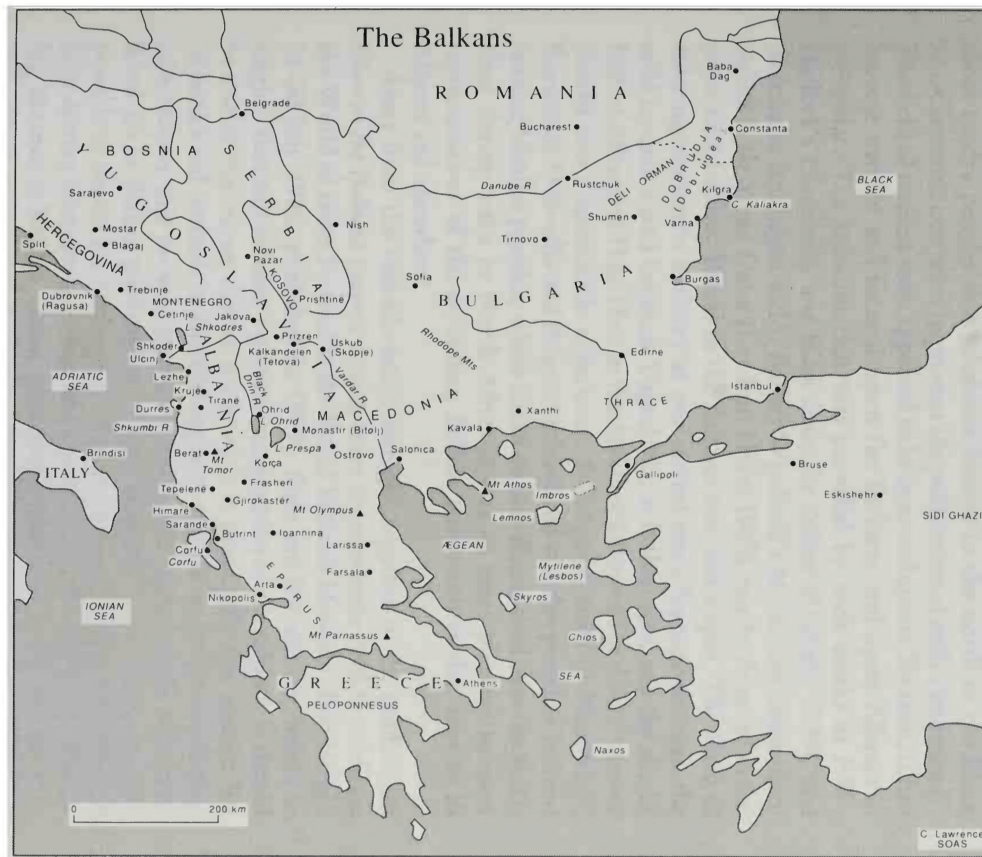 The Balkans
ROMANIA
Baba
Dag
Belgrade
Bucharest
Constanta
YUGOSLAVIA
BOSNIA
SERBIA
DELI ORMAN
DOBRUDJA
(Dobrugea)
BLACK
SEA
Sarajevo
Danube R
Rustchuk
Kilgra
C Kaliakra
HERCEGOVINA
Mostar
Nish
Shumen
Varna
Split
Blagaj
Tirnovo
Novi
Pazar
KOSOVO
Sofia
BULGARIA
Burgas
Dubrovnik
(Ragusa)
Trebinje
Prishtinë
MONTENEGRO
Cetinje
Jakova
L Shkodres
Prizren
Rhodope Mts
Shkoder
Ulcinj
ALBANIA
Kalkandelen
(Tetova)
Uskub
(Skopje)
Edirne
ADRIATIC
SEA
Lezhe
Black
Drin R
Vardar R
Istanbul
Kruje
Tirane
MACEDONIA
THRACE
Durres
Ohrid
L Ohrid
Xanthi
Shkumbi R
Monastir (Bitolj)
Kavala
Brindisi
Berat
Mt
Tomor
L Prespa
Ostrovo
Salonica
Gallipoli
Bruse
ITALY
Korça
Tepelenë
Frasheri
Mt Athos
Imbros
Eskishehr
Gjirokastër
Himare
Mt Olympus
Lemnos
SIDI GHAZI
Sarande
Butrint
Ioannina
Corfu
Corfu
Larissa
ÆGEAN
Mytilene
(Lesbos)
EPIRUS
Farsala
Arta
Nikopolis
Skyros
IONIAN
SEA
Mt Parnassus
Chios
SEA
GREECE
Athens
PELOPONNESUS
Naxos
0
200 km
C Lawrence
SOAS